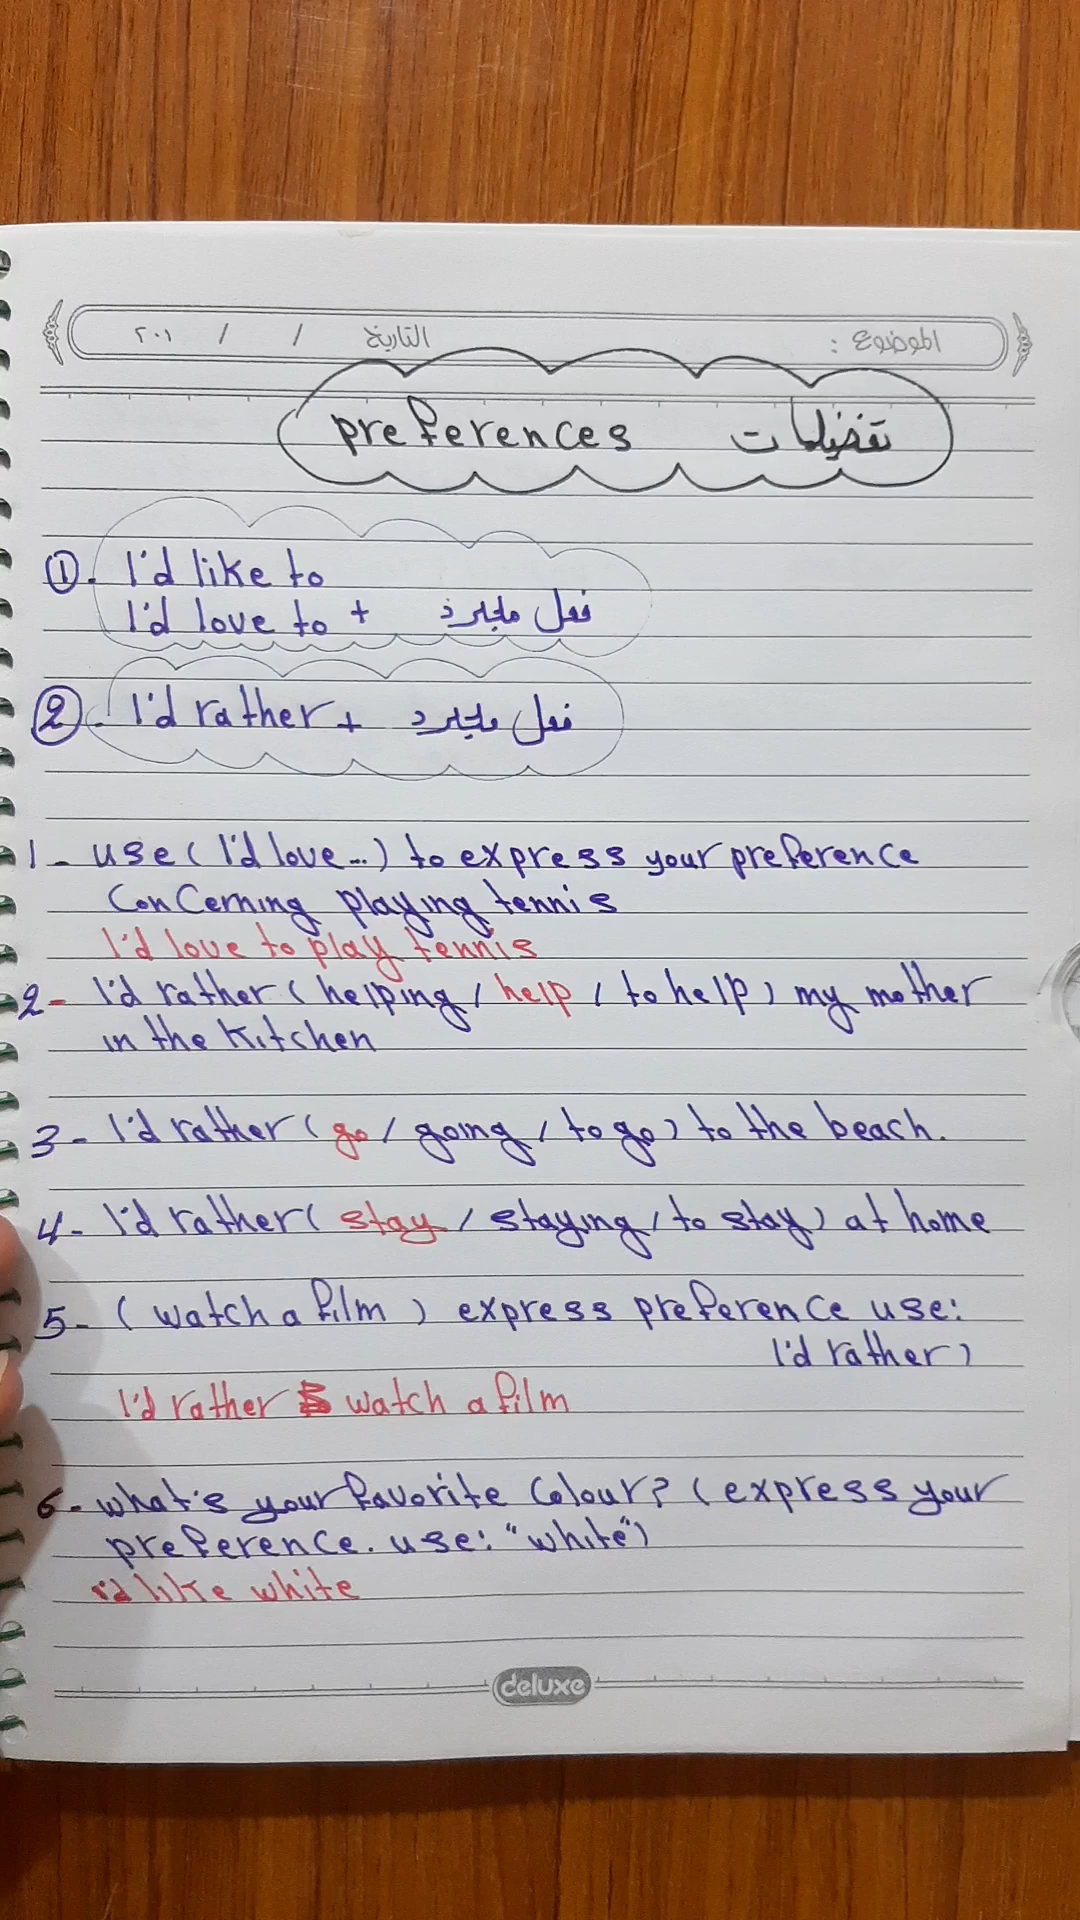 الموضوع : التاريخ / / ٢٠١
preferences تفضيلات
①. I'd like to
I'd love to + فعل مجرد
②. I'd rather + فعل مجرد
1- use ( I'd love...) to express your preference
Concerning playing tennis
I'd love to play tennis
2- I'd rather ( helping / help / to help ) my mother
in the kitchen
3- I'd rather ( go / going / to go ) to the beach.
4- I'd rather ( stay / staying / to stay ) at home
5- ( watch a film ) express preference use:
I'd rather )
I'd rather watch a film
6- what's your favorite Colour? ( express your
preference. use: "white")
I'd like white
deluxe